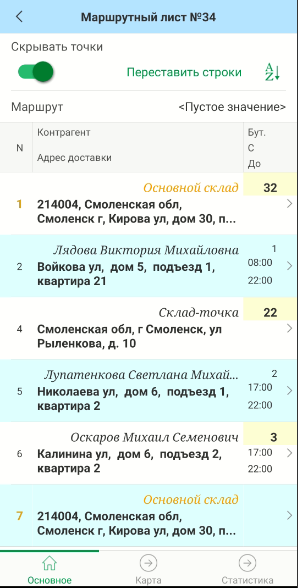 Маршрутный лист №34
Скрывать точки
Переставить строки
A
Z
Маршрут
<Пустое значение>
N
Контрагент
Адрес доставки
Бут.
С
До
1
Основной склад
32
214004, Смоленская обл,
Смоленск г, Кирова ул, дом 30, п...
2
Лядова Виктория Михайловна
1
Войкова ул, дом 5, подъезд 1,
квартира 21
08:00
22:00
4
Склад-точка
22
Смоленская обл, г Смоленск, ул
Рыленкова, д. 10
5
Лупатенкова Светлана Михай...
2
Николаева ул, дом 6, подъезд 1,
квартира 2
17:00
22:00
6
Оскаров Михаил Семенович
3
Калинина ул, дом 6, подъезд 2,
квартира 2
17:00
22:00
7
Основной склад
214004, Смоленская обл,
Смоленск г, Кирова ул, дом 30, п...
Основное
Карта
Статистика